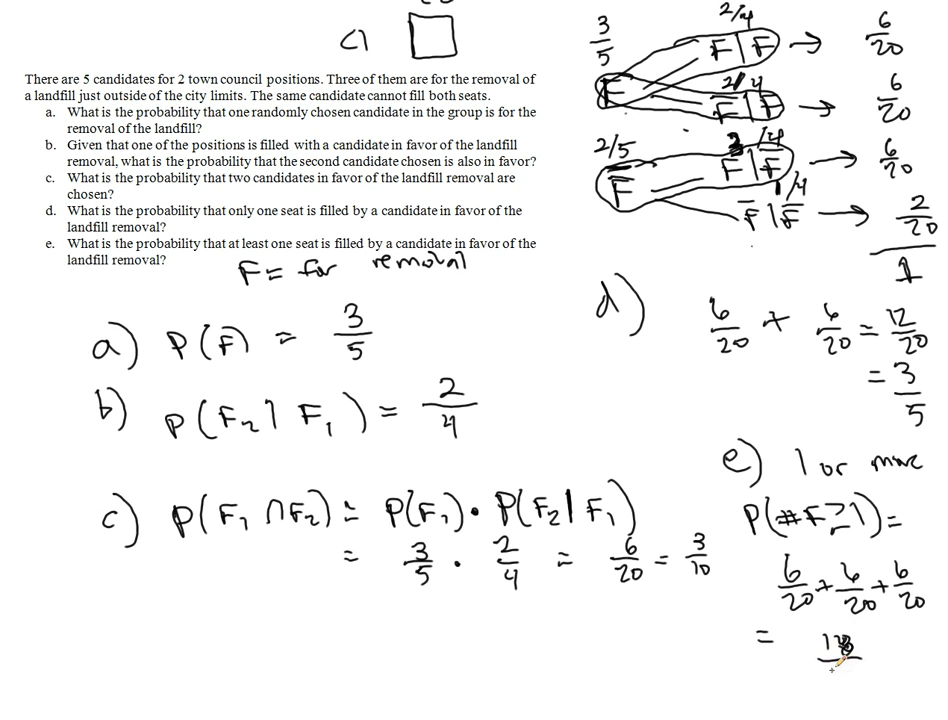 C1
There are 5 candidates for 2 town council positions. Three of them are for the removal of
a landfill just outside of the city limits. The same candidate cannot fill both seats.
a. What is the probability that one randomly chosen candidate in the group is for the
removal of the landfill?
b. Given that one of the positions is filled with a candidate in favor of the landfill
removal, what is the probability that the second candidate chosen is also in favor?
c. What is the probability that two candidates in favor of the landfill removal are
chosen?
d. What is the probability that only one seat is filled by a candidate in favor of the
landfill removal?
e. What is the probability that at least one seat is filled by a candidate in favor of the
landfill removal?
F = for removal
a) P(F) = 3/5
b) P(F₂ | F₁) = 2/4
c) P(F₁ ∩ F₂) = P(F₁) · P(F₂ | F₁)
= 3/5 · 2/4 = 6/20 = 3/10
3/5 F
2/4 F|F → 6/20
2/4 F̅|F → 6/20
2/5 F̅
3/4 F|F̅ → 6/20
1/4 F̅|F̅ → 2/20
1
d) 6/20 + 6/20 = 12/20
= 3/5
e) 1 or more
P(#F ≥ 1) =
6/20 + 6/20 + 6/20
= 18